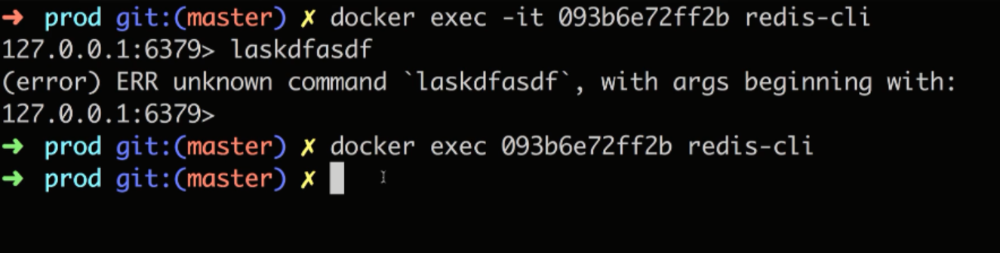 ➜ prod git:(master) ✗ docker exec -it 093b6e72ff2b redis-cli
127.0.0.1:6379> laskdfasdf
(error) ERR unknown command `laskdfasdf`, with args beginning with:
127.0.0.1:6379>
➜ prod git:(master) ✗ docker exec 093b6e72ff2b redis-cli
➜ prod git:(master) ✗